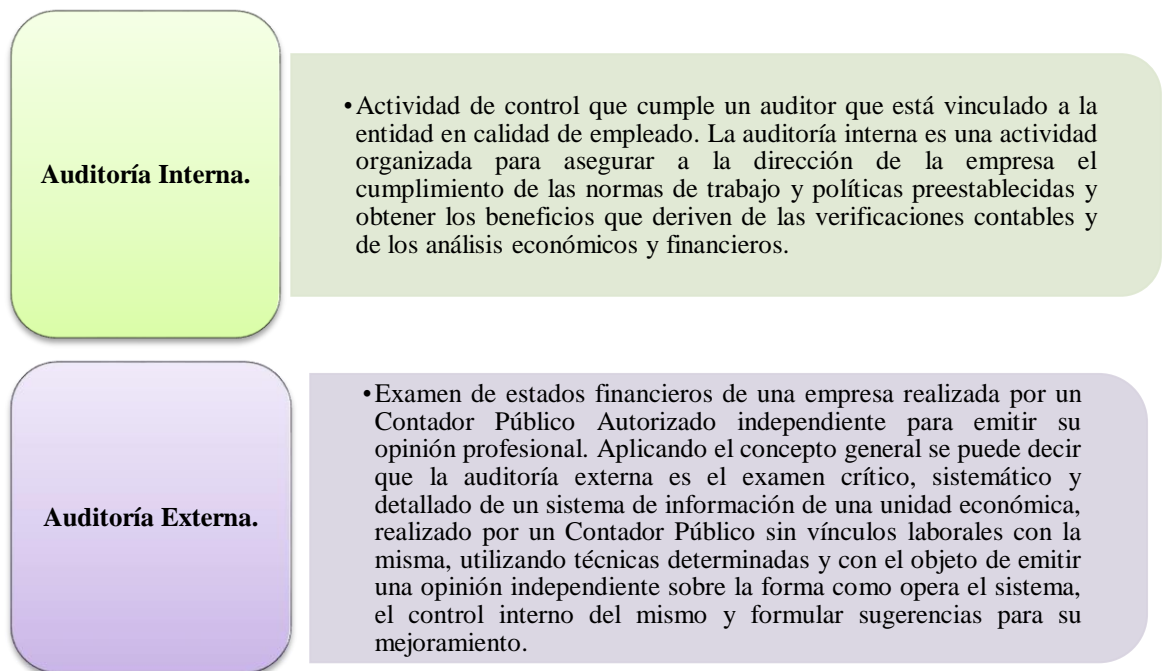 Auditoría Interna.
•Actividad de control que cumple un auditor que está vinculado a la
entidad en calidad de empleado. La auditoría interna es una actividad
organizada para asegurar a la dirección de la empresa el
cumplimiento de las normas de trabajo y políticas preestablecidas y
obtener los beneficios que deriven de las verificaciones contables y
de los análisis económicos y financieros.
Auditoría Externa.
•Examen de estados financieros de una empresa realizada por un
Contador Público Autorizado independiente para emitir su
opinión profesional. Aplicando el concepto general se puede decir
que la auditoría externa es el examen crítico, sistemático y
detallado de un sistema de información de una unidad económica,
realizado por un Contador Público sin vínculos laborales con la
misma, utilizando técnicas determinadas y con el objeto de emitir
una opinión independiente sobre la forma como opera el sistema,
el control interno del mismo y formular sugerencias para su
mejoramiento.